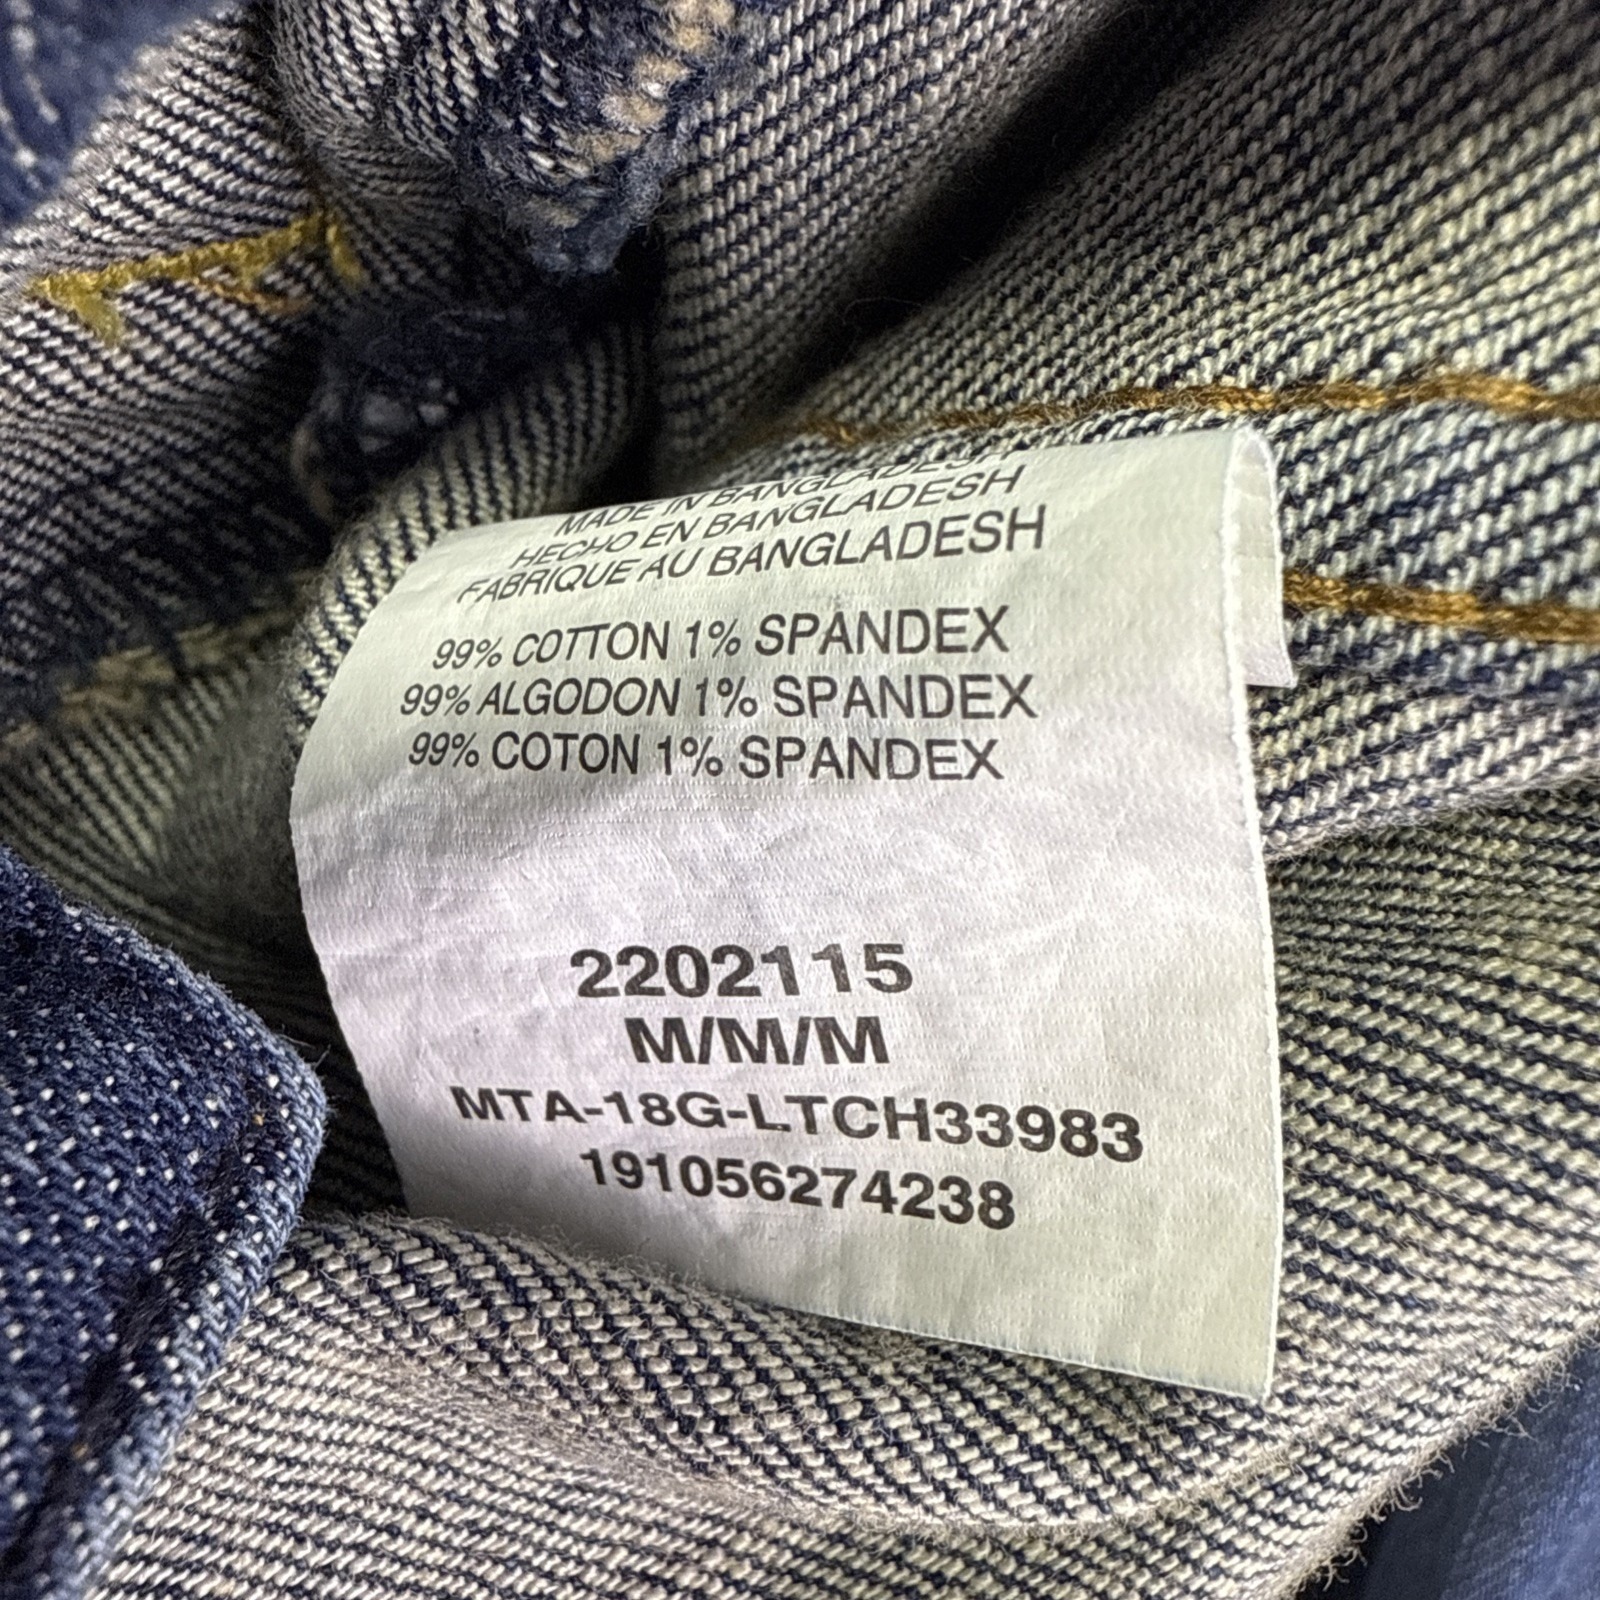 MADE IN BANGLADESH
HECHO EN BANGLADESH
FABRIQUE AU BANGLADESH
99% COTTON 1% SPANDEX
99% ALGODON 1% SPANDEX
99% COTON 1% SPANDEX
2202115
M/M/M
MTA-18G-LTCH33983
191056274238